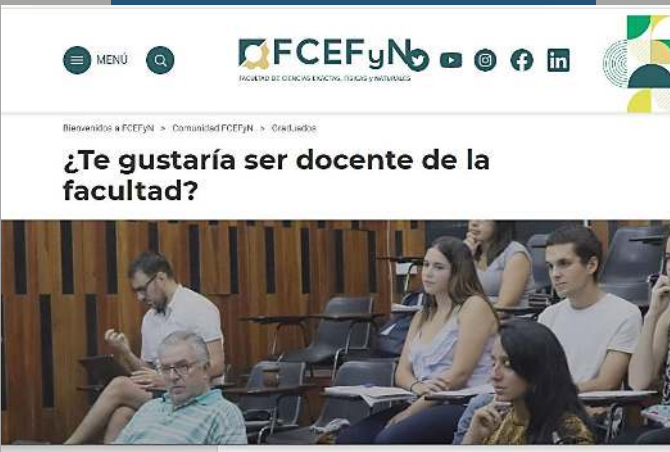 MENÚ
FCEFyN
FACULTAD DE CIENCIAS EXACTAS, FÍSICAS y NATURALES
Bienvenidos a FCEFyN > Comunidad FCEFyN > Graduados
¿Te gustaría ser docente de la
facultad?